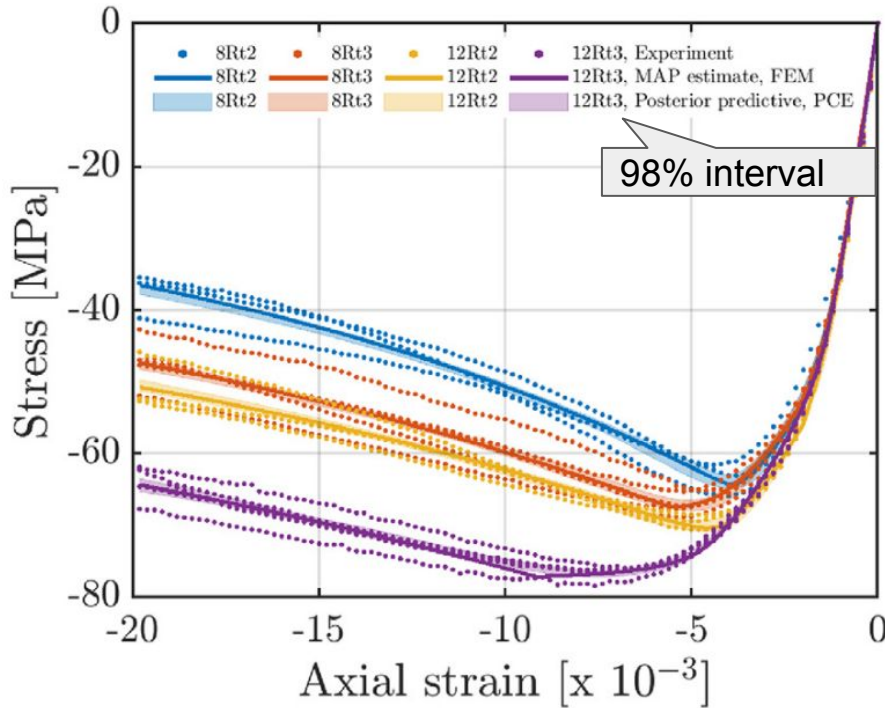 0
8Rt2 8Rt3 12Rt2 12Rt3, Experiment
8Rt2 8Rt3 12Rt2 12Rt3, MAP estimate, FEM
8Rt2 8Rt3 12Rt2 12Rt3, Posterior predictive, PCE
98% interval
-20
-40
-60
-80
Stress [MPa]
-20 -15 -10 -5 0
Axial strain [x 10⁻³]